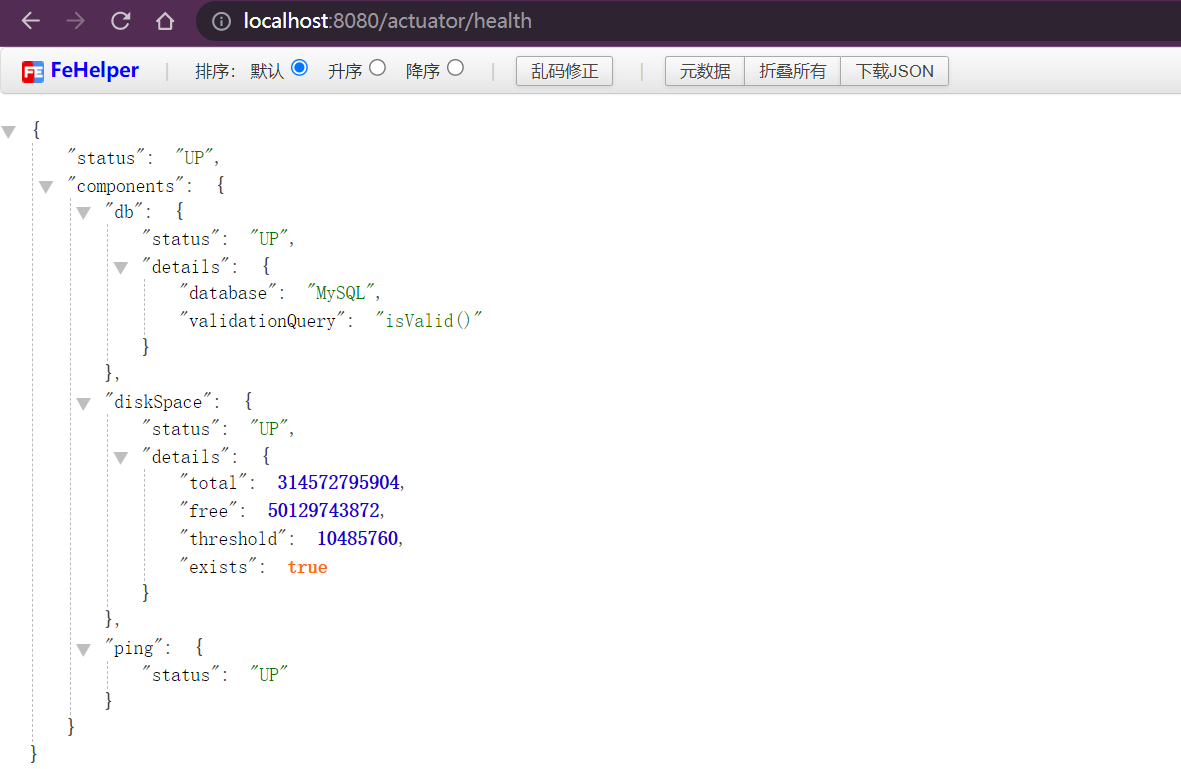 localhost:8080/actuator/health
FeHelper | 排序: 默认 升序 降序 | 乱码修正 | 元数据 折叠所有 下载JSON
{
"status": "UP",
"components": {
"db": {
"status": "UP",
"details": {
"database": "MySQL",
"validationQuery": "isValid()"
}
},
"diskSpace": {
"status": "UP",
"details": {
"total": 314572795904,
"free": 50129743872,
"threshold": 10485760,
"exists": true
}
},
"ping": {
"status": "UP"
}
}
}